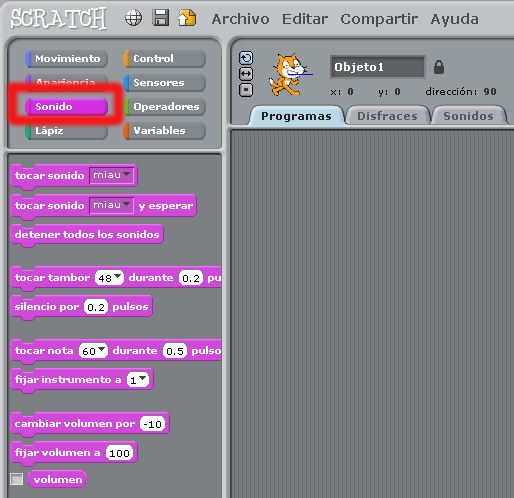 SCRATCH Archivo Editar Compartir Ayuda
Movimiento Control
Apariencia Sensores
Sonido Operadores
Lápiz Variables
Objeto1
x: 0 y: 0 dirección: 90
Programas Disfraces Sonidos
tocar sonido miau
tocar sonido miau y esperar
detener todos los sonidos
tocar tambor 48 durante 0.2 pu
silencio por 0.2 pulsos
tocar nota 60 durante 0.5 pulso
fijar instrumento a 1
cambiar volumen por -10
fijar volumen a 100
volumen